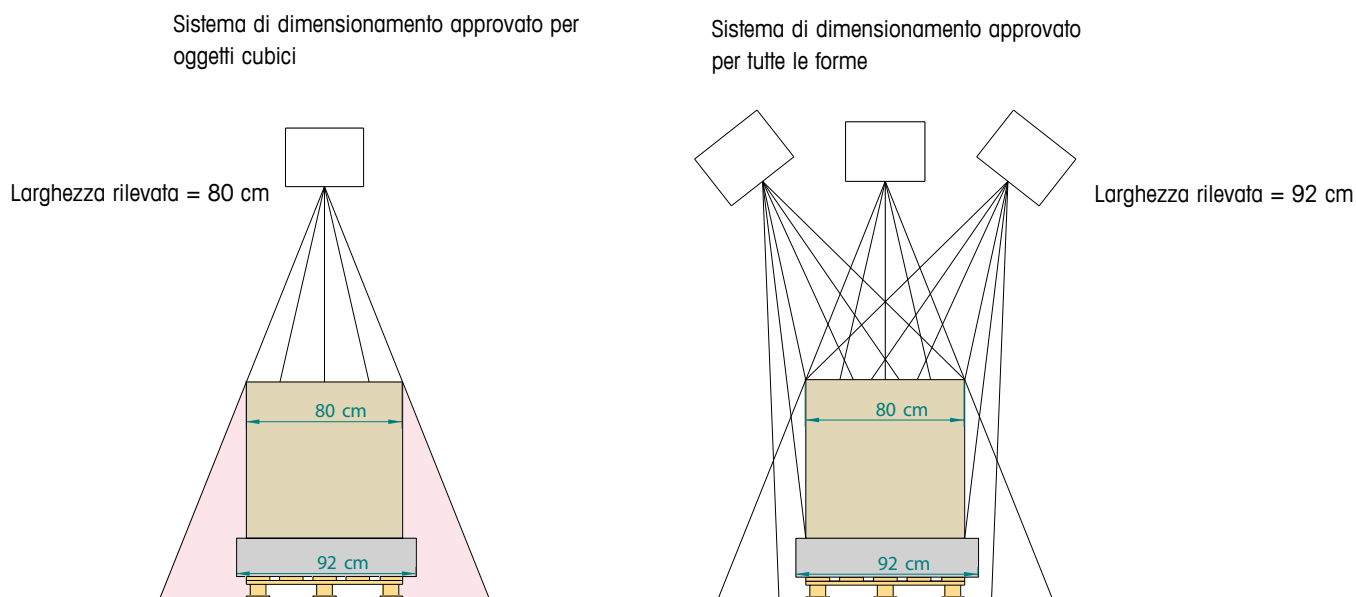 Sistema di dimensionamento approvato per
oggetti cubici
Larghezza rilevata = 80 cm
80 cm
92 cm
Sistema di dimensionamento approvato
per tutte le forme
Larghezza rilevata = 92 cm
80 cm
92 cm